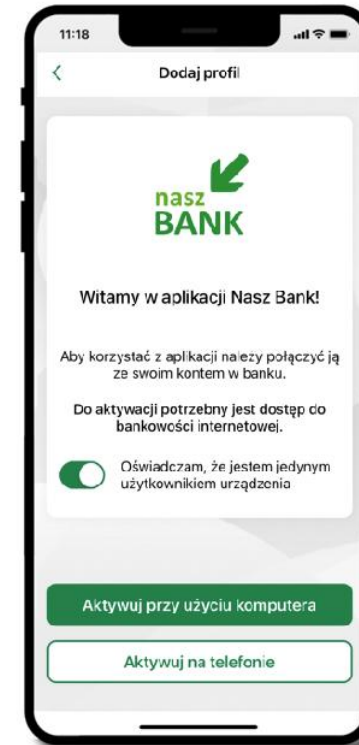 11:18
Dodaj profil
nasz
BANK
Witamy w aplikacji Nasz Bank!
Aby korzystać z aplikacji należy połączyć ją
ze swoim kontem w banku.
Do aktywacji potrzebny jest dostęp do
bankowości internetowej.
Oświadczam, że jestem jedynym
użytkownikiem urządzenia
Aktywuj przy użyciu komputera
Aktywuj na telefonie